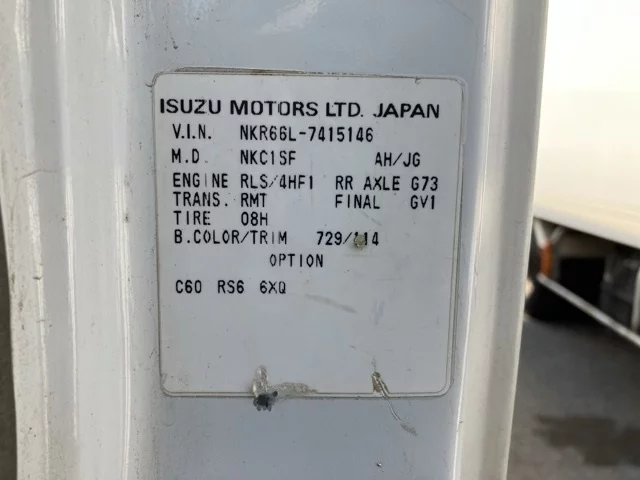 ISUZU MOTORS LTD. JAPAN
V.I.N. NKR66L-7415146
M.D. NKC1SF AH/JG
ENGINE RLS/4HF1 RR AXLE G73
TRANS. RMT FINAL GV1
TIRE 08H
B.COLOR/TRIM 729/
OPTION
C60 RS6 6XQ